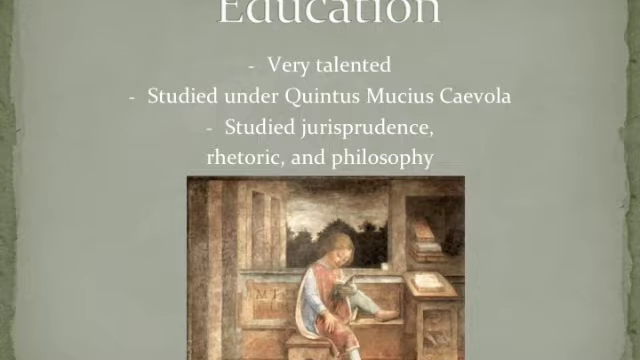 Education
- Very talented
- Studied under Quintus Mucius Caevola
- Studied jurisprudence,
rhetoric, and philosophy